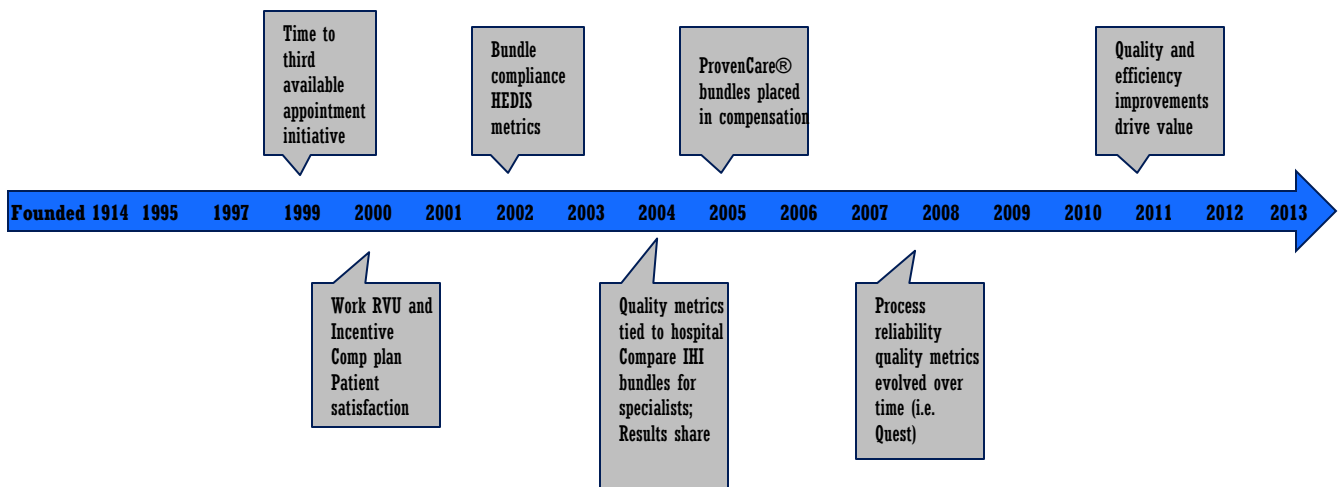 Time to
third
available
appointment
initiative
Bundle
compliance
HEDIS
metrics
ProvenCare®
bundles placed
in compensation
Quality and
efficiency
improvements
drive value
Founded 1914 1995 1997 1999 2000 2001 2002 2003 2004 2005 2006 2007 2008 2009 2010 2011 2012 2013
Work RVU and
Incentive
Comp plan
Patient
satisfaction
Quality metrics
tied to hospital
Compare IHI
bundles for
specialists;
Results share
Process
reliability
quality metrics
evolved over
time (i.e.
Quest)